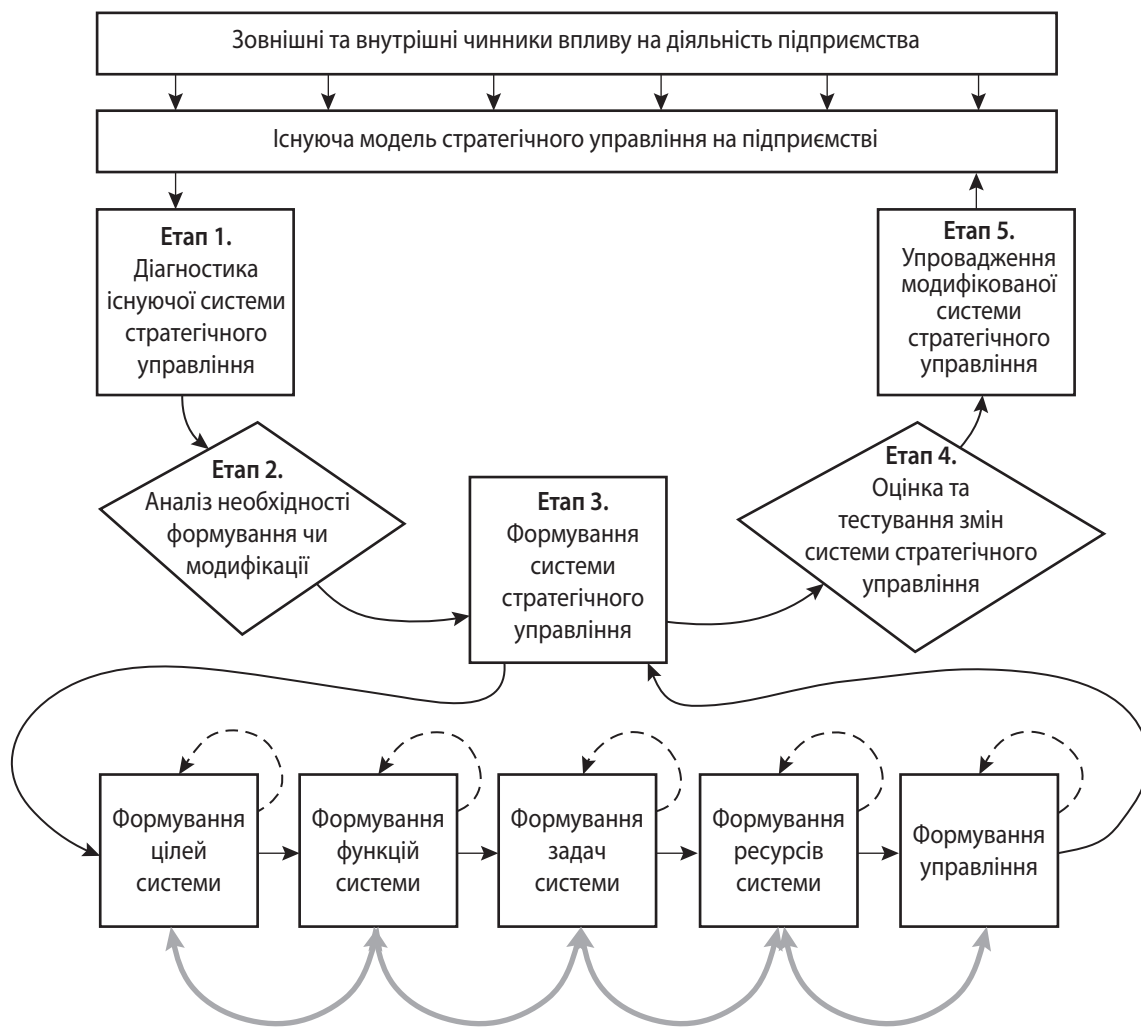 Зовнішні та внутрішні чинники впливу на діяльність підприємства
Існуюча модель стратегічного управління на підприємстві
Етап 1.
Діагностика
існуючої системи
стратегічного
управління
Етап 5.
Упровадження
модифікованої
системи
стратегічного
управління
Етап 2.
Аналіз необхідності
формування чи
модифікації
Етап 3.
Формування
системи
стратегічного
управління
Етап 4.
Оцінка та
тестування змін
системи стратегічного
управління
Формування
цілей
системи
Формування
функцій
системи
Формування
задач
системи
Формування
ресурсів
системи
Формування
управління